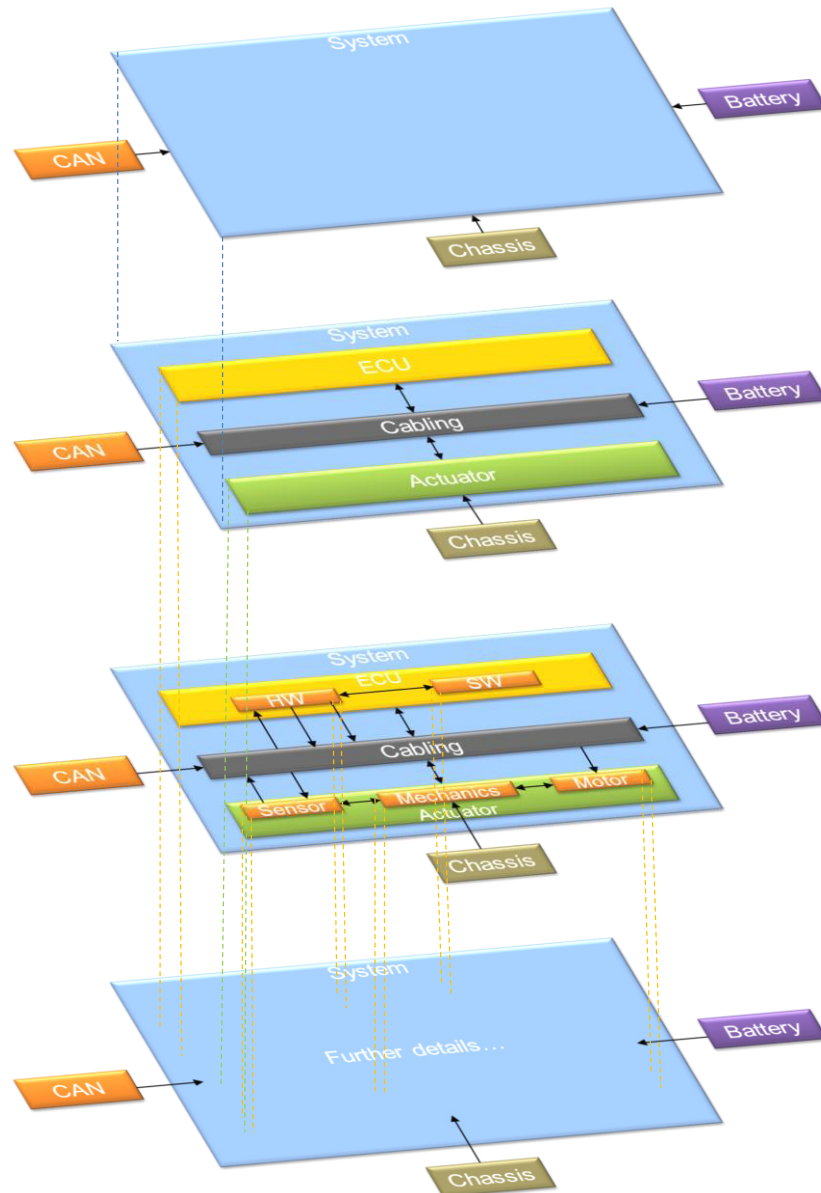 System
Battery
CAN
Chassis
System
ECU
Battery
Cabling
CAN
Actuator
Chassis
System
ECU
SW
HW
Battery
Cabling
CAN
Motor
Mechanics
Sensor
Actuator
Chassis
System
Battery
Further details...
CAN
Chassis